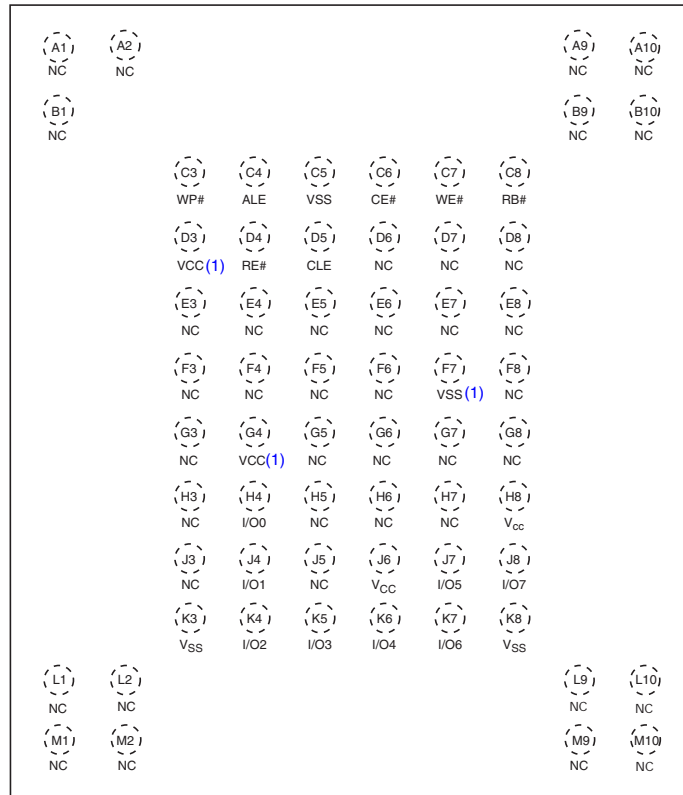 A1 A2 A9 A10
NC NC NC NC
B1 B9 B10
NC NC NC
C3 C4 C5 C6 C7 C8
WP# ALE VSS CE# WE# RB#
D3 D4 D5 D6 D7 D8
VCC(1) RE# CLE NC NC NC
E3 E4 E5 E6 E7 E8
NC NC NC NC NC NC
F3 F4 F5 F6 F7 F8
NC NC NC NC VSS(1) NC
G3 G4 G5 G6 G7 G8
NC VCC(1) NC NC NC NC
H3 H4 H5 H6 H7 H8
NC I/O0 NC NC NC Vcc
J3 J4 J5 J6 J7 J8
NC I/O1 NC VCC I/O5 I/O7
K3 K4 K5 K6 K7 K8
VSS I/O2 I/O3 I/O4 I/O6 VSS
L1 L2 L9 L10
NC NC NC NC
M1 M2 M9 M10
NC NC NC NC